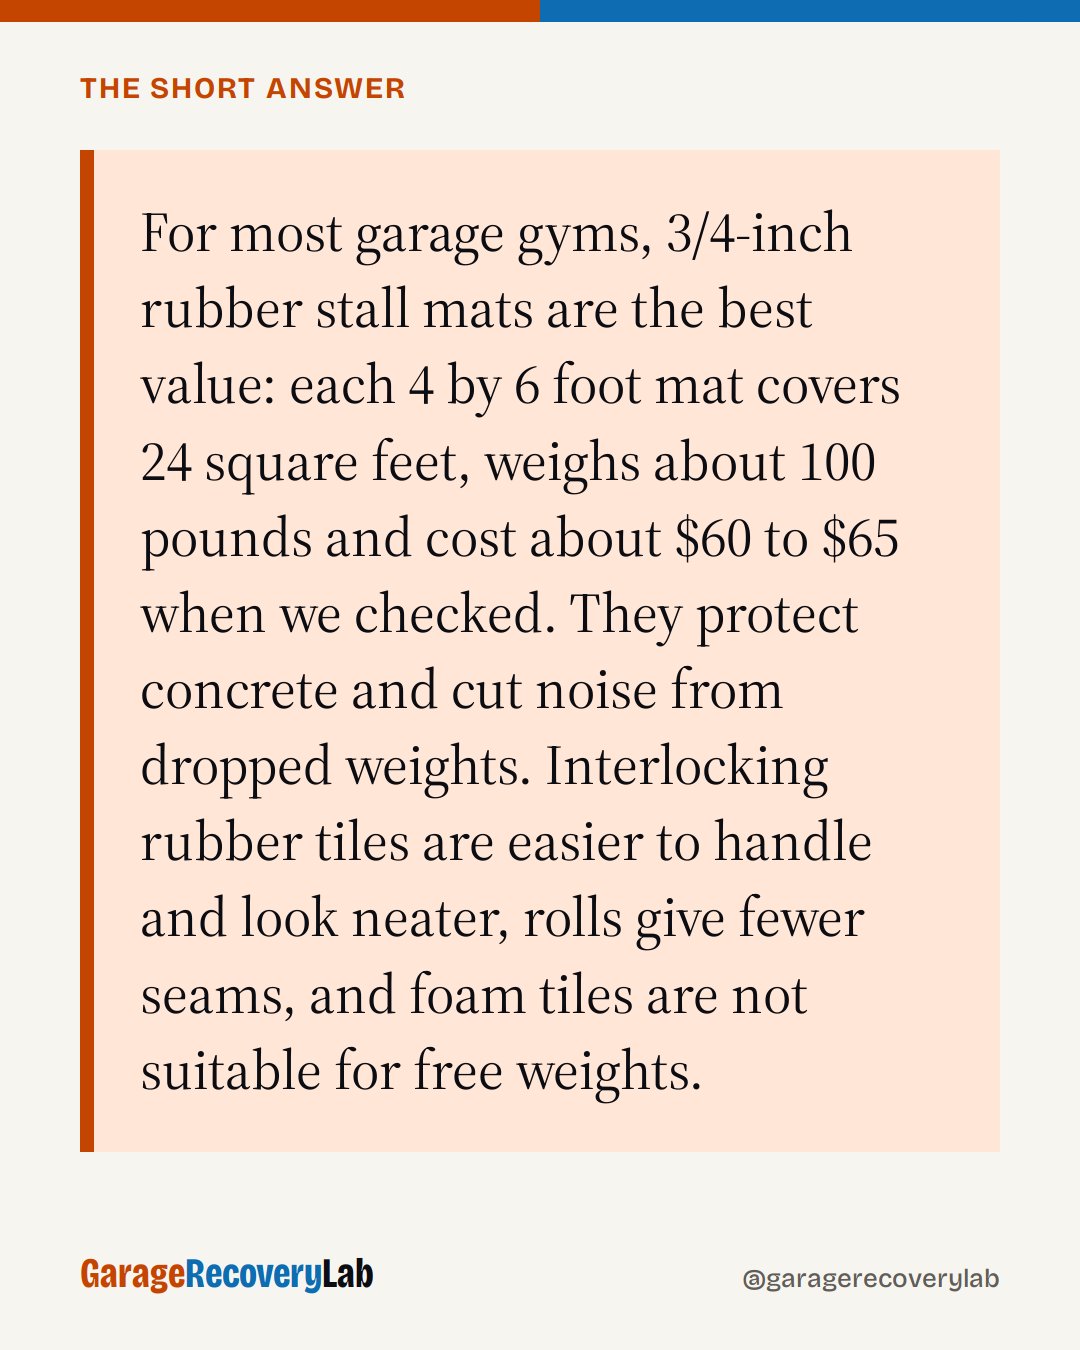 THE SHORT ANSWER
For most garage gyms, 3/4-inch
rubber stall mats are the best
value: each 4 by 6 foot mat covers
24 square feet, weighs about 100
pounds and cost about $60 to $65
when we checked. They protect
concrete and cut noise from
dropped weights. Interlocking
rubber tiles are easier to handle
and look neater, rolls give fewer
seams, and foam tiles are not
suitable for free weights.
GarageRecoveryLab
@garagerecoverylab